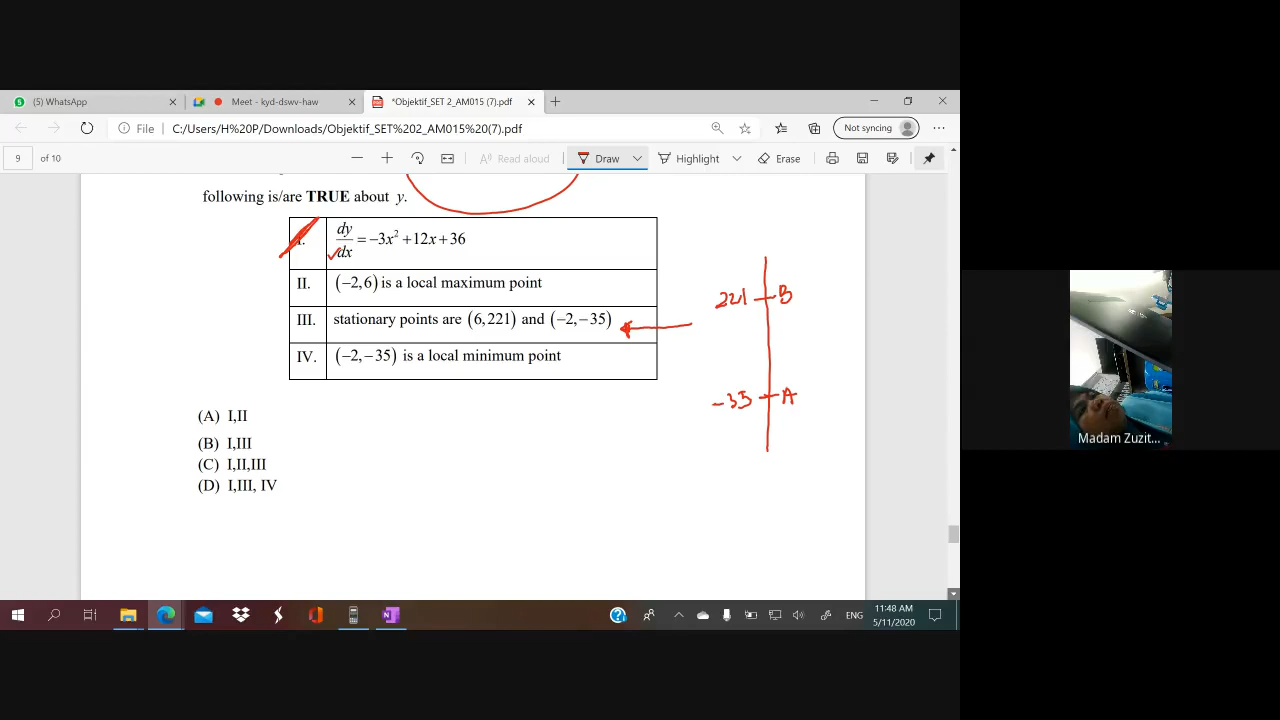 (5) WhatsApp
Meet - kyd-dswv-haw
*Objektif_SET 2_AM015 (7).pdf
File C:/Users/H%20P/Downloads/Objektif_SET%202_AM015%20(7).pdf
Not syncing
9 of 10
Read aloud
Draw
Highlight
Erase
following is/are TRUE about y.
I. dy/dx = −3x² +12x+36
II. (−2,6) is a local maximum point
III. stationary points are (6,221) and (−2,−35)
IV. (−2,−35) is a local minimum point
221 B
-35 A
(A) I,II
(B) I,III
(C) I,II,III
(D) I,III, IV
Madam Zuzit...
ENG
11:48 AM
5/11/2020